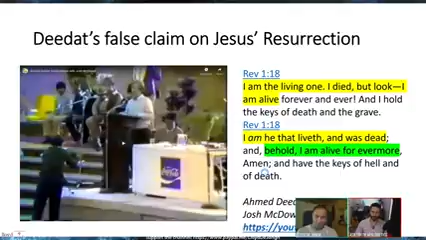 Deedat's false claim on Jesus' Resurrection
Rev 1:18
I am the living one. I died, but look—I
am alive forever and ever! And I hold
the keys of death and the grave.
Rev 1:18
I am he that liveth, and was dead;
and, behold, I am alive for evermore,
Amen; and have the keys of hell and
of death.
Ahmed Deed
Josh McDow
https://you